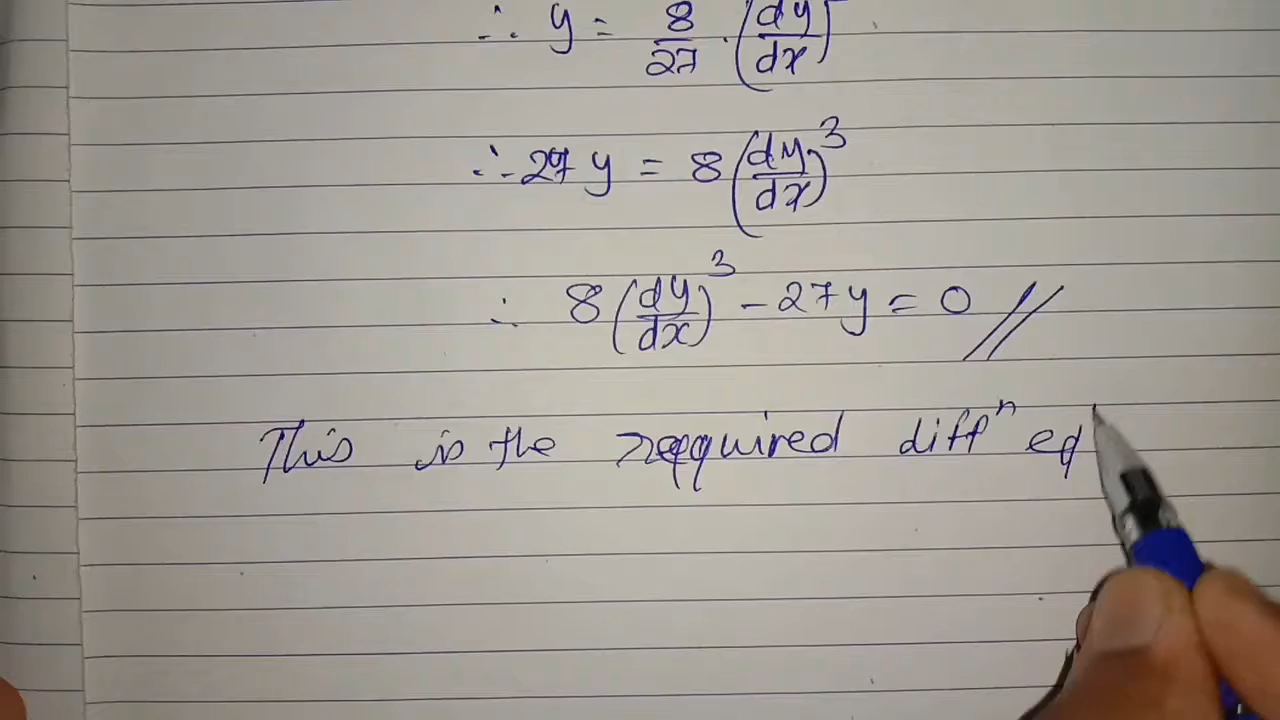 ∴ y = 8/27 · (dy/dx)
∴ 27 y = 8 (dy/dx)³
∴ 8 (dy/dx)³ - 27 y = 0 //
This is the required diffⁿ eq